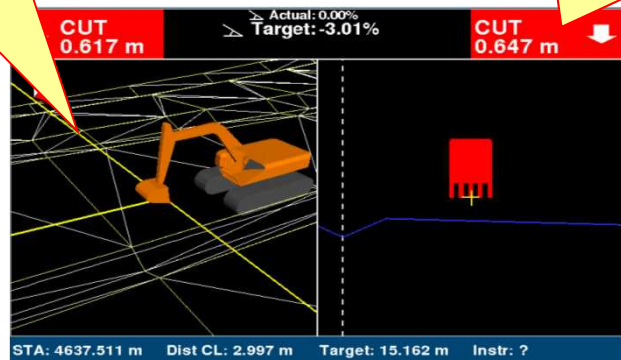 Actual: 0.00%
Target: -3.01%
CUT
0.617 m
CUT
0.647 m
STA: 4637.511 m Dist CL: 2.997 m Target: 15.162 m Instr: ?